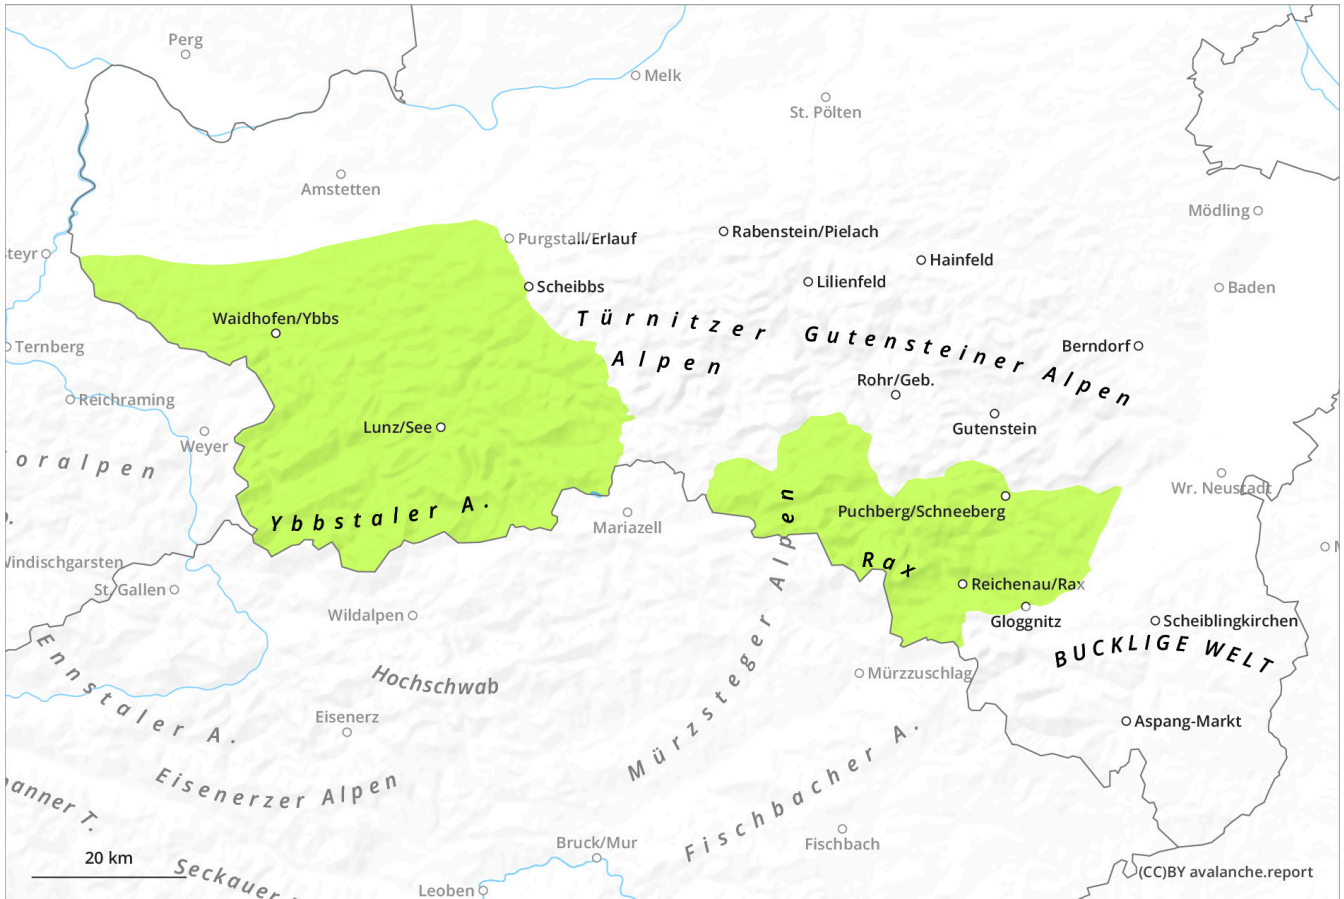 Perg
Melk
St. Pölten
Amstetten
Mödling
Purgstall/Erlauf
Rabenstein/Pielach
Steyr
Hainfeld
Scheibbs
Lilienfeld
Baden
Waidhofen/Ybbs
Türnitzer
Alpen
Gutensteiner Alpen
Ternberg
Berndorf
Rohr/Geb.
Reichraming
Lunz/See
Gutenstein
Weyer
oralpen
Wr. Neustadt
Ybbstaler A.
Puchberg/Schneeberg
Mariazell
Windischgarsten
Rax
St. Gallen
Reichenau/Rax
Wildalpen
Gloggnitz
Scheiblingkirchen
BUCKLIGE WELT
Mürzsteger Alpen
Mürzzuschlag
Hochschwab
Ennstaler A.
Eisenerz
Aspang-Markt
Eisenerzer Alpen
Fischbacher A.
anner T.
Fischbach
Bruck/Mur
20 km
Seckauer
Leoben
(CC)BY avalanche.report